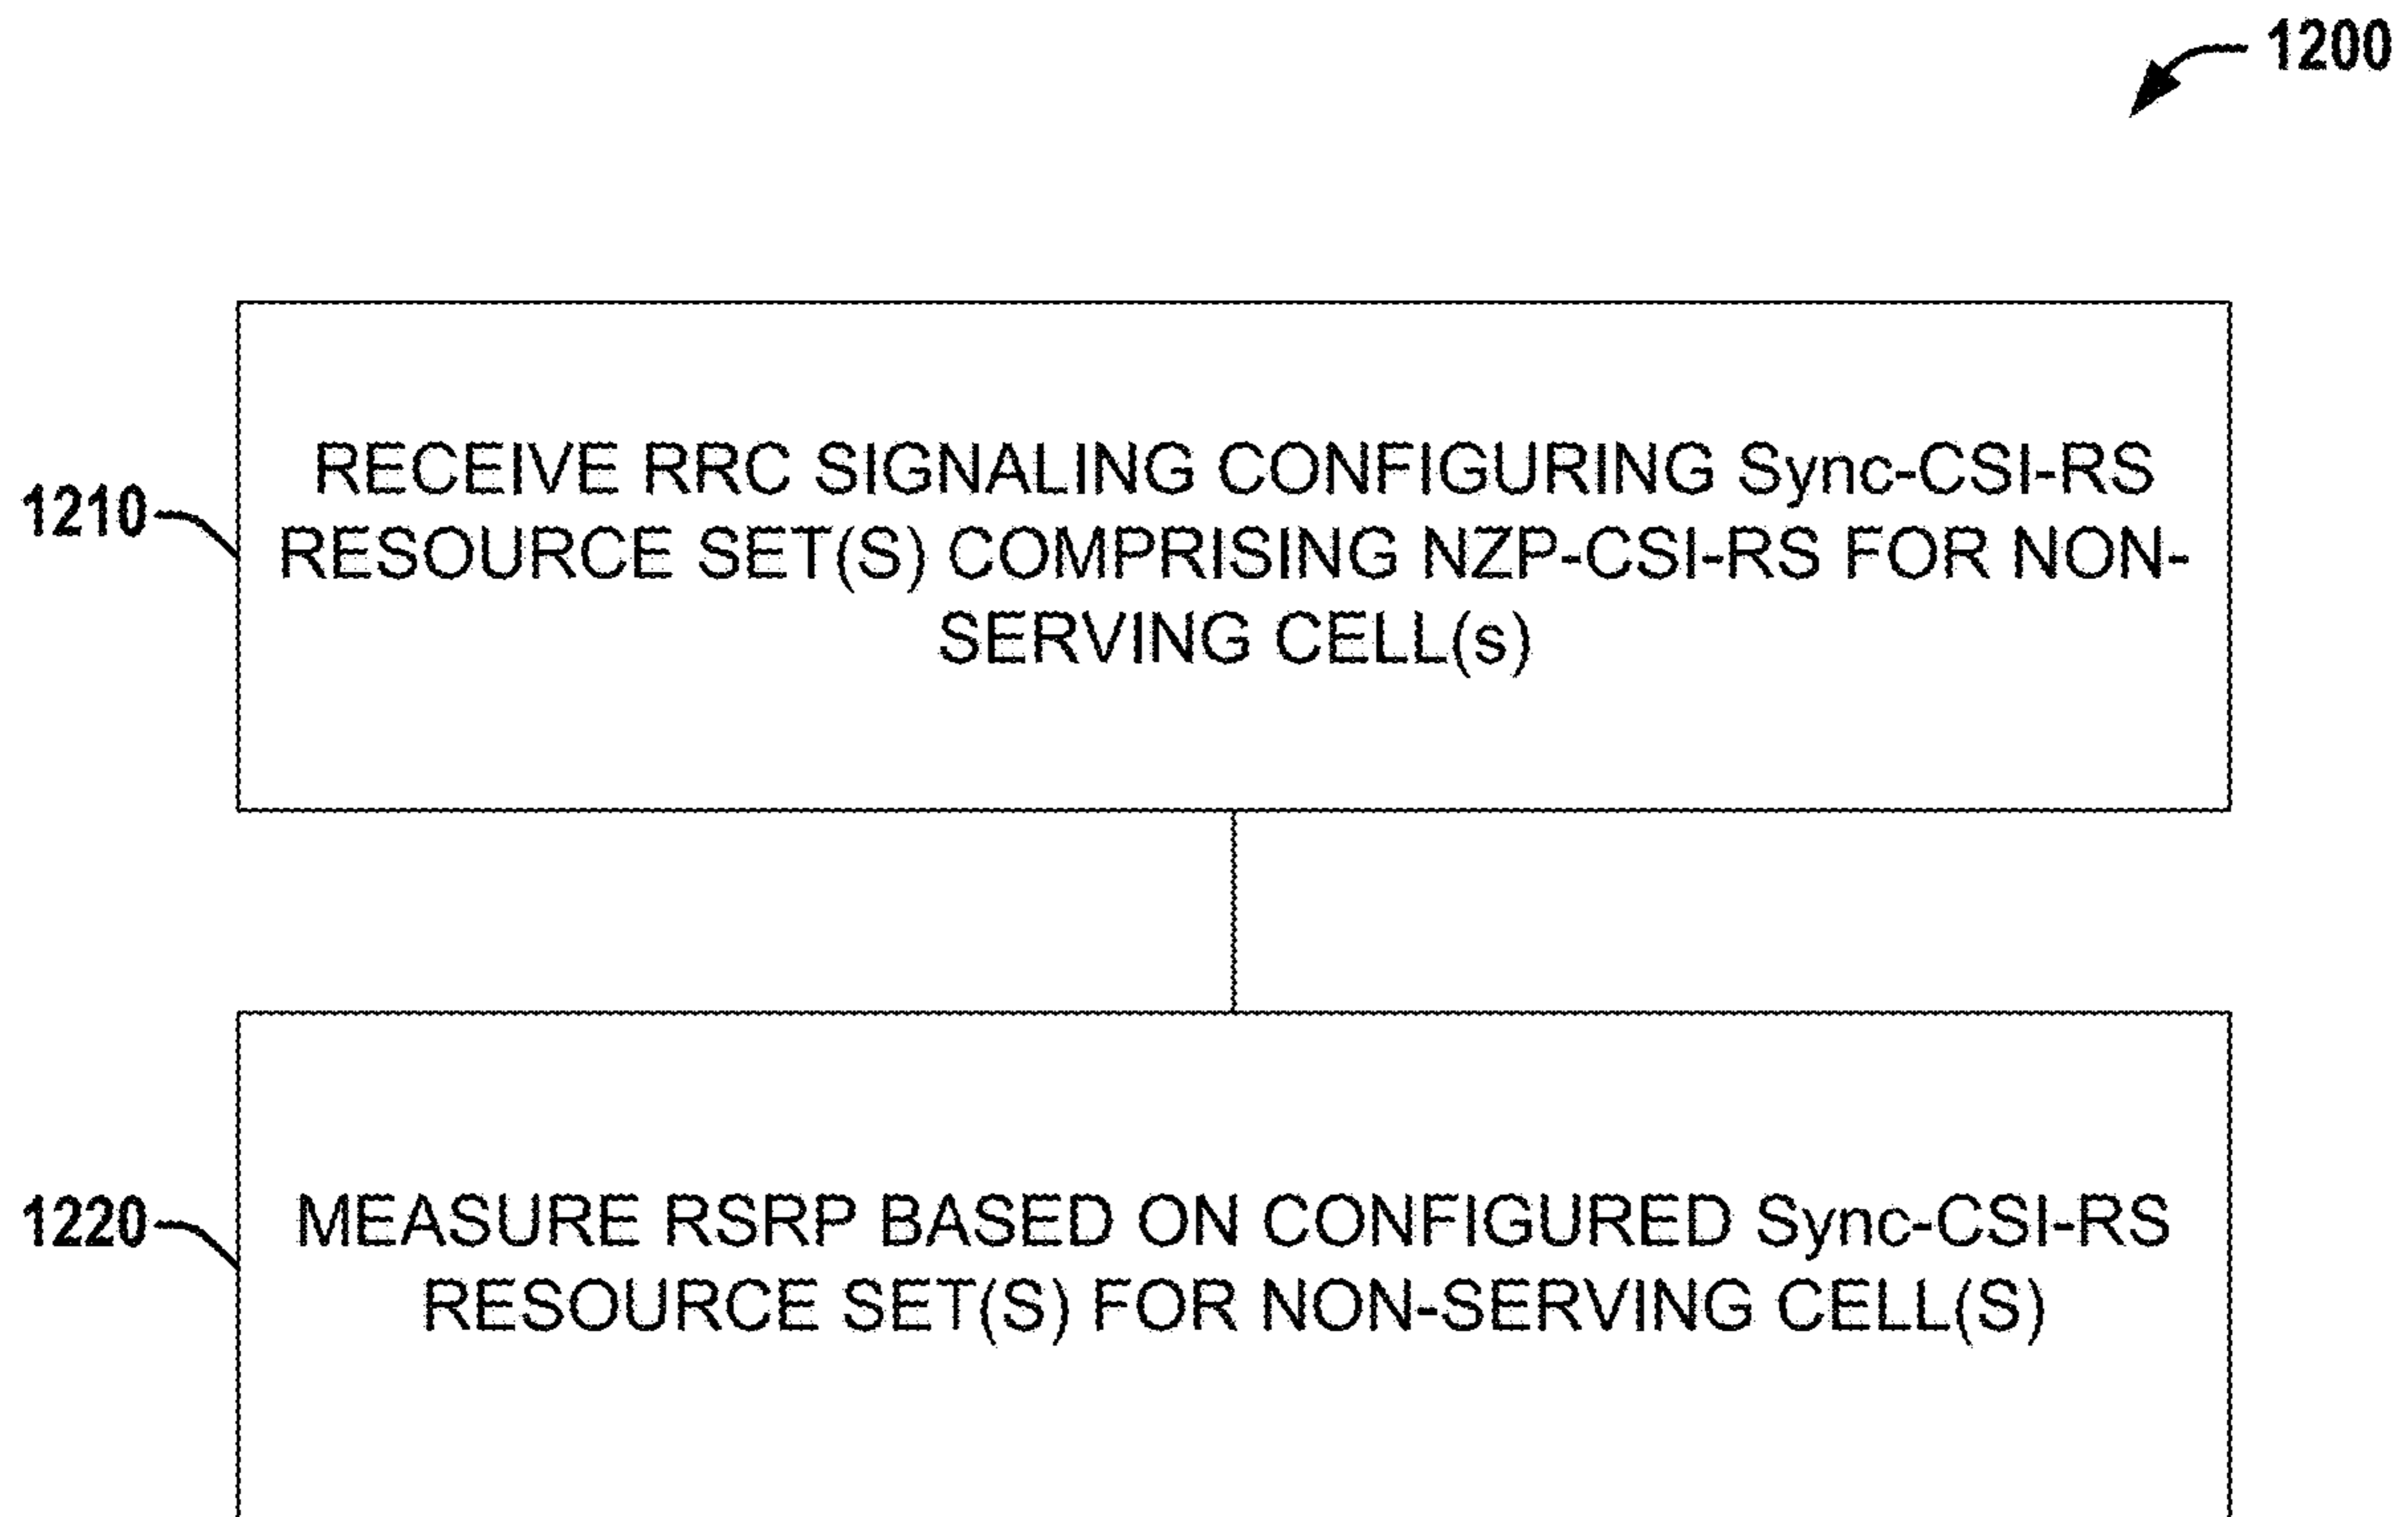 1200
RECEIVE RRC SIGNALING CONFIGURING Sync-CSI-RS
1210
RESOURCE SET(S) COMPRISING NZP-CSI-RS FOR NON-
SERVING CELL(s)
1220
MEASURE RSRP BASED ON CONFIGURED Sync-CSI-RS
RESOURCE SET(S) FOR NON-SERVING CELL(S)